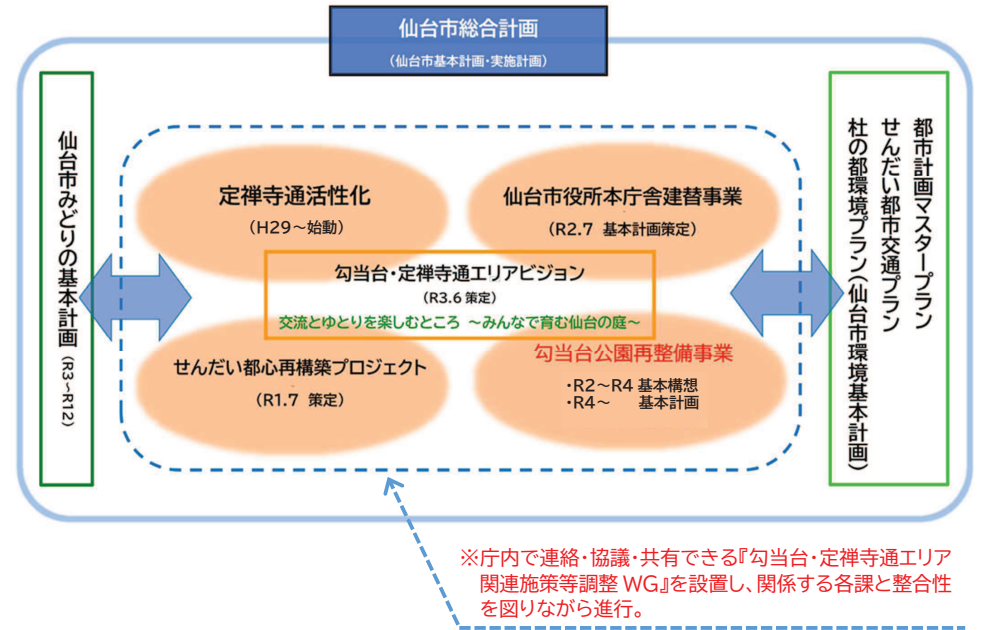 仙台市総合計画
（仙台市基本計画・実施計画）
仙台市みどりの基本計画（R3～R12）
定禅寺通活性化
（H29～始動）
仙台市役所本庁舎建替事業
（R2.7 基本計画策定）
勾当台・定禅寺通エリアビジョン
（R3.6 策定）
交流とゆとりを楽しむところ ～みんなで育む仙台の庭～
せんだい都心再構築プロジェクト
（R1.7 策定）
勾当台公園再整備事業
・R2～R4 基本構想
・R4～ 基本計画
都市計画マスタープラン
せんだい都市交通プラン
杜の都環境プラン（仙台市環境基本計画）
※庁内で連絡・協議・共有できる『勾当台・定禅寺通エリア
関連施策等調整 WG』を設置し、関係する各課と整合性
を図りながら進行。